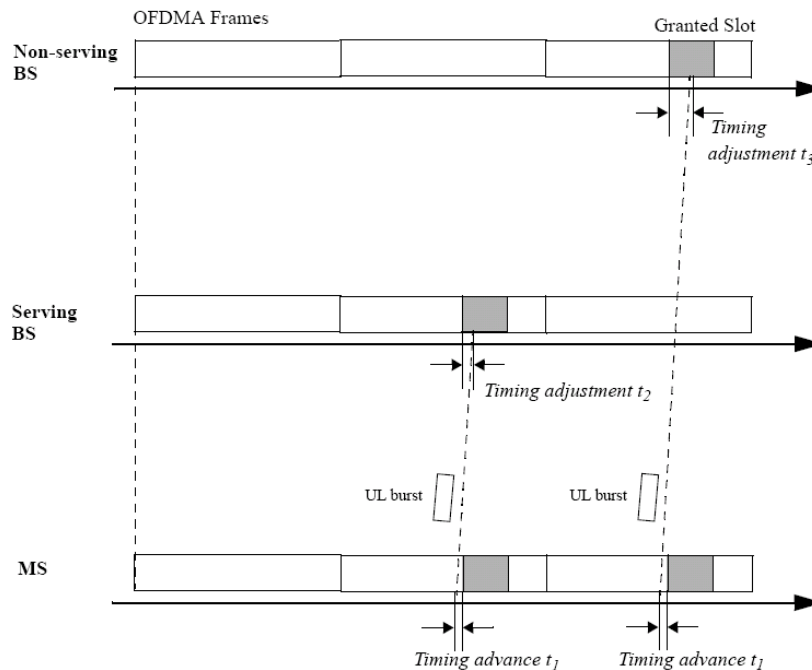 OFDMA Frames
Granted Slot
Non-serving
BS
Timing
adjustment t3
Serving
BS
Timing adjustment t2
UL burst
UL burst
MS
Timing advance t1
Timing advance t1